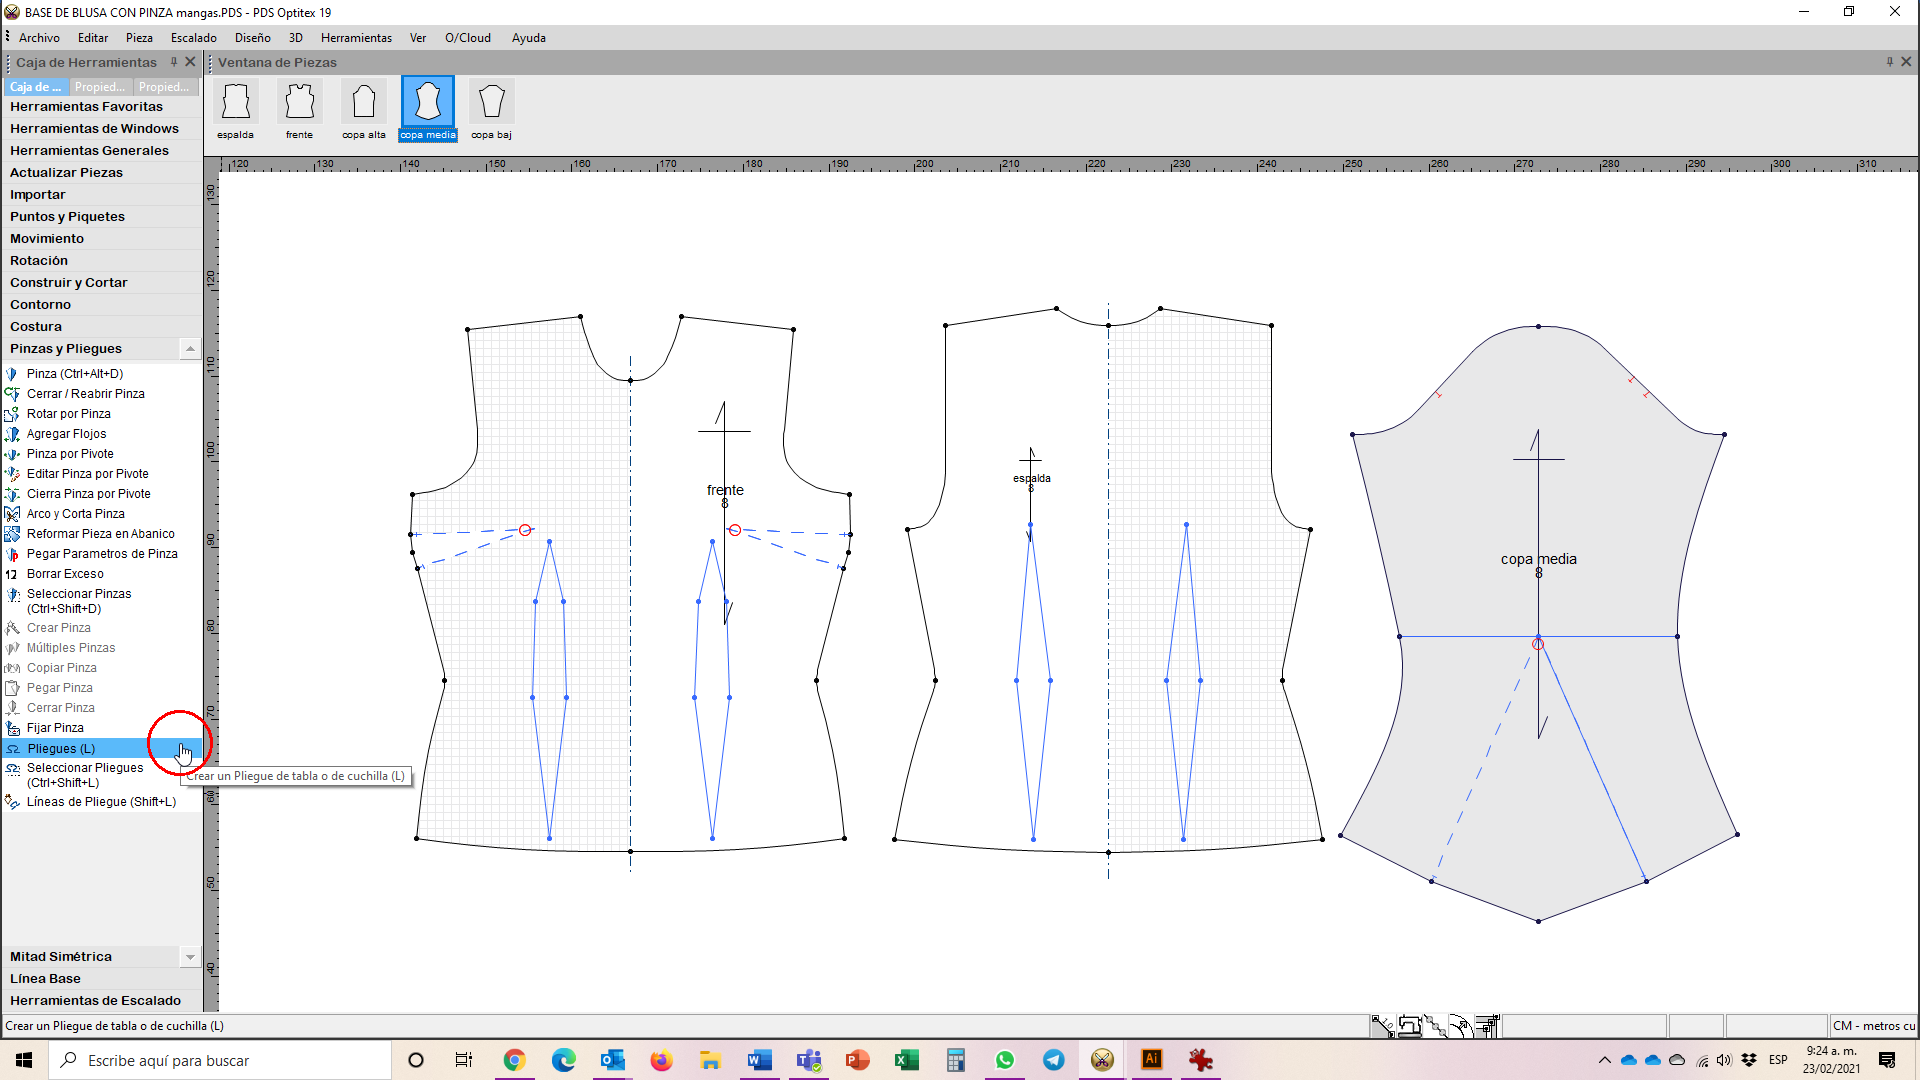 BASE DE BLUSA CON PINZA mangas.PDS - PDS Optitex 19
Archivo Editar Pieza Escalado Diseño 3D Herramientas Ver O/Cloud Ayuda
Caja de Herramientas
Ventana de Piezas
Caja de ... Propied... Propied...
Herramientas Favoritas
Herramientas de Windows
Herramientas Generales
Actualizar Piezas
Importar
Puntos y Piquetes
Movimiento
Rotación
Construir y Cortar
Contorno
Costura
Pinzas y Pliegues
Pinza (Ctrl+Alt+D)
Cerrar / Reabrir Pinza
Rotar por Pinza
Agregar Flojos
Pinza por Pivote
Editar Pinza por Pivote
Cierra Pinza por Pivote
Arco y Corta Pinza
Reformar Pieza en Abanico
Pegar Parametros de Pinza
Borrar Exceso
Seleccionar Pinzas
(Ctrl+Shift+D)
Crear Pinza
Múltiples Pinzas
Copiar Pinza
Pegar Pinza
Cerrar Pinza
Fijar Pinza
Pliegues (L)
Seleccionar Pliegues
(Ctrl+Shift+L)
Líneas de Pliegue (Shift+L)
Crear un Pliegue de tabla o de cuchilla (L)
Mitad Simétrica
Línea Base
Herramientas de Escalado
espalda frente copa alta copa media copa baj
120 130 140 150 160 170 180 190 200 210 220 230 240 250 260 270 280 290 300 310
130
120
110
100
90
80
70
60
50
40
frente
8
espalda
8
copa media
8
Crear un Pliegue de tabla o de cuchilla (L)
CM - metros cu
Escribe aquí para buscar
ESP
9:24 a. m.
23/02/2021